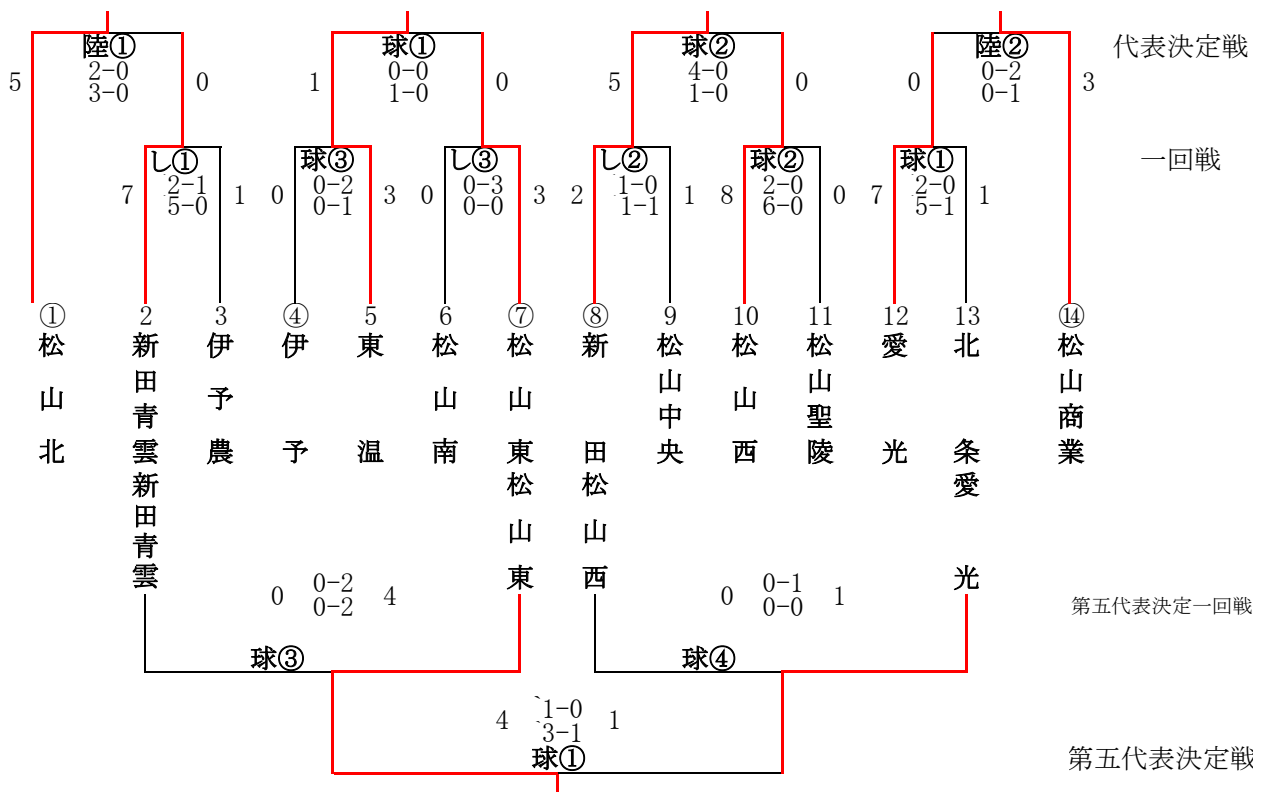 陸① 球① 球② 陸② 代表決定戦
5 2-0 0 1 0-0 0 5 4-0 0 0 0-2 3
3-0 1-0 1-0 0-1
し① 球③ し③ し② 球② 球① 一回戦
7 2-1 1 0 0-2 3 0 0-3 3 2 1-0 1 8 2-0 0 7 2-0 1
5-0 0-1 0-0 1-1 6-0 5-1
① 2 3 ④ 5 6 ⑦ ⑧ 9 10 11 12 13 ⑭
松山北
新田青雲
伊予農
伊予
東温
松山南
松山東
新田
松山中央
松山西
松山聖陵
愛光
北条
松山商業
新田青雲
松山東
松山西
愛光
0 0-2 4 0 0-1 1 第五代表決定一回戦
0-2 0-0
球③ 球④
4 1-0 1
3-1
球① 第五代表決定戦